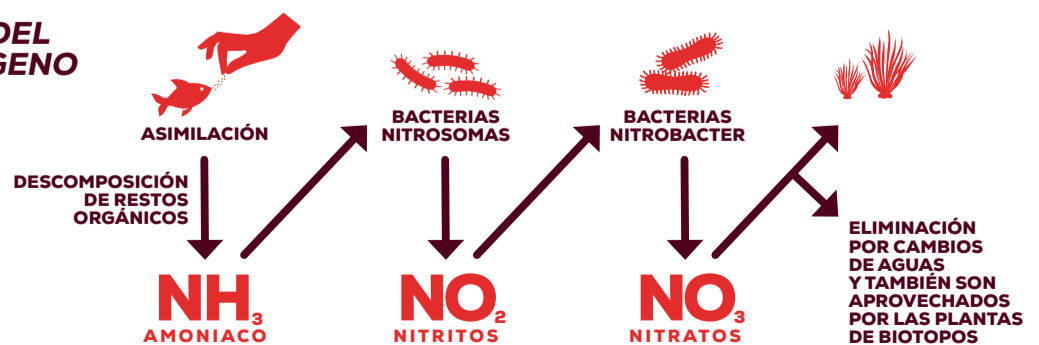 DEL
GENO
ASIMILACIÓN
DESCOMPOSICIÓN
DE RESTOS
ORGÁNICOS
NH₃
AMONIACO
BACTERIAS
NITROSOMAS
NO₂
NITRITOS
BACTERIAS
NITROBACTER
NO₃
NITRATOS
ELIMINACIÓN
POR CAMBIOS
DE AGUAS
Y TAMBIÉN SON
APROVECHADOS
POR LAS PLANTAS
DE BIOTOPOS